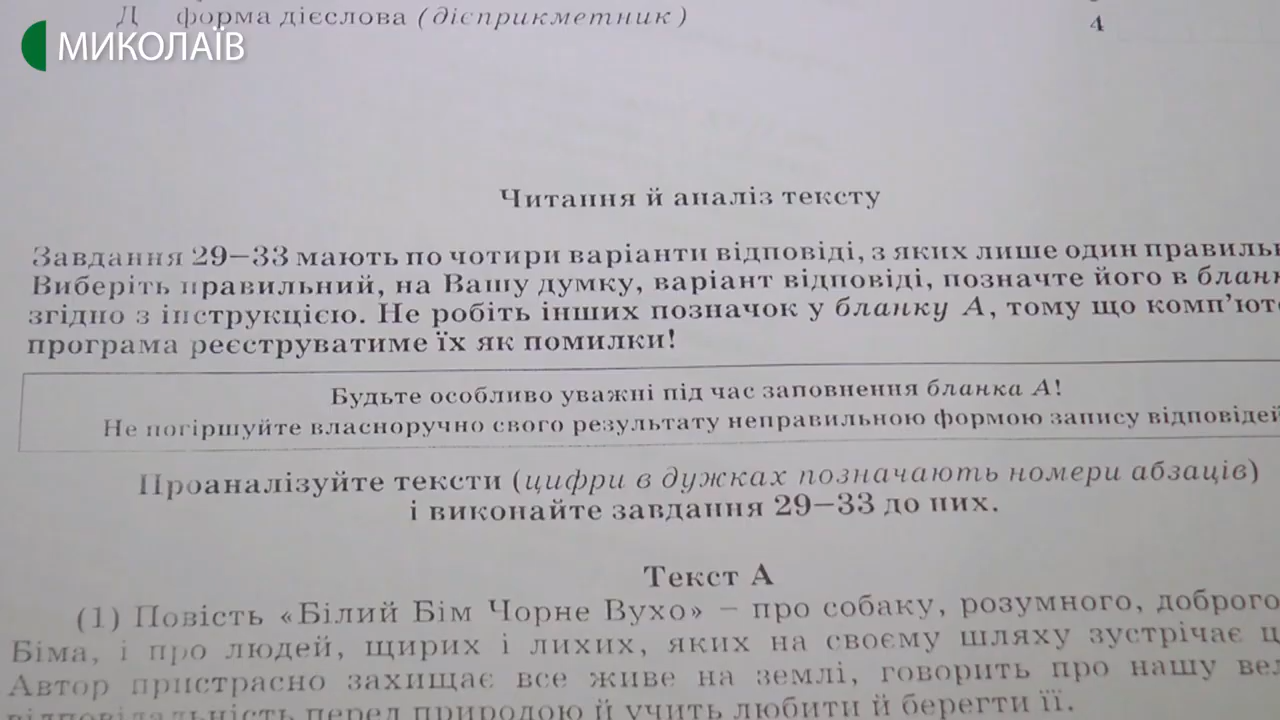 Д форма дієслова (дієприкметник)
4
МИКОЛАЇВ
Читання й аналіз тексту
Завдання 29–33 мають по чотири варіанти відповіді, з яких лише один правиль
Виберіть правильний, на Вашу думку, варіант відповіді, позначте його в бланк
згідно з інструкцією. Не робіть інших позначок у бланку А, тому що комп’ют
програма реєструватиме їх як помилки!
Будьте особливо уважні під час заповнення бланка А!
Не погіршуйте власноручно свого результату неправильною формою запису відповідей
Проаналізуйте тексти (цифри в дужках позначають номери абзаців)
і виконайте завдання 29–33 до них.
Текст А
(1) Повість «Білий Бім Чорне Вухо» – про собаку, розумного, доброго
Біма, і про людей, щирих і лихих, яких на своєму шляху зустрічає ц
Автор пристрасно захищає все живе на землі, говорить про нашу вел
відповідальність перед природою й учить любити й берегти її.